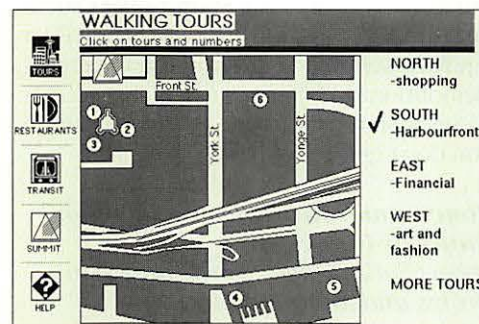 WALKING TOURS
Click on tours and numbers
TOURS
RESTAURANTS
TRANSIT
SUMMIT
?
HELP
Front St.
York St.
Yonge St.
1
2
3
6
4
5
NORTH
-shopping
SOUTH
-Harbourfront
EAST
-Financial
WEST
-art and
fashion
MORE TOURS